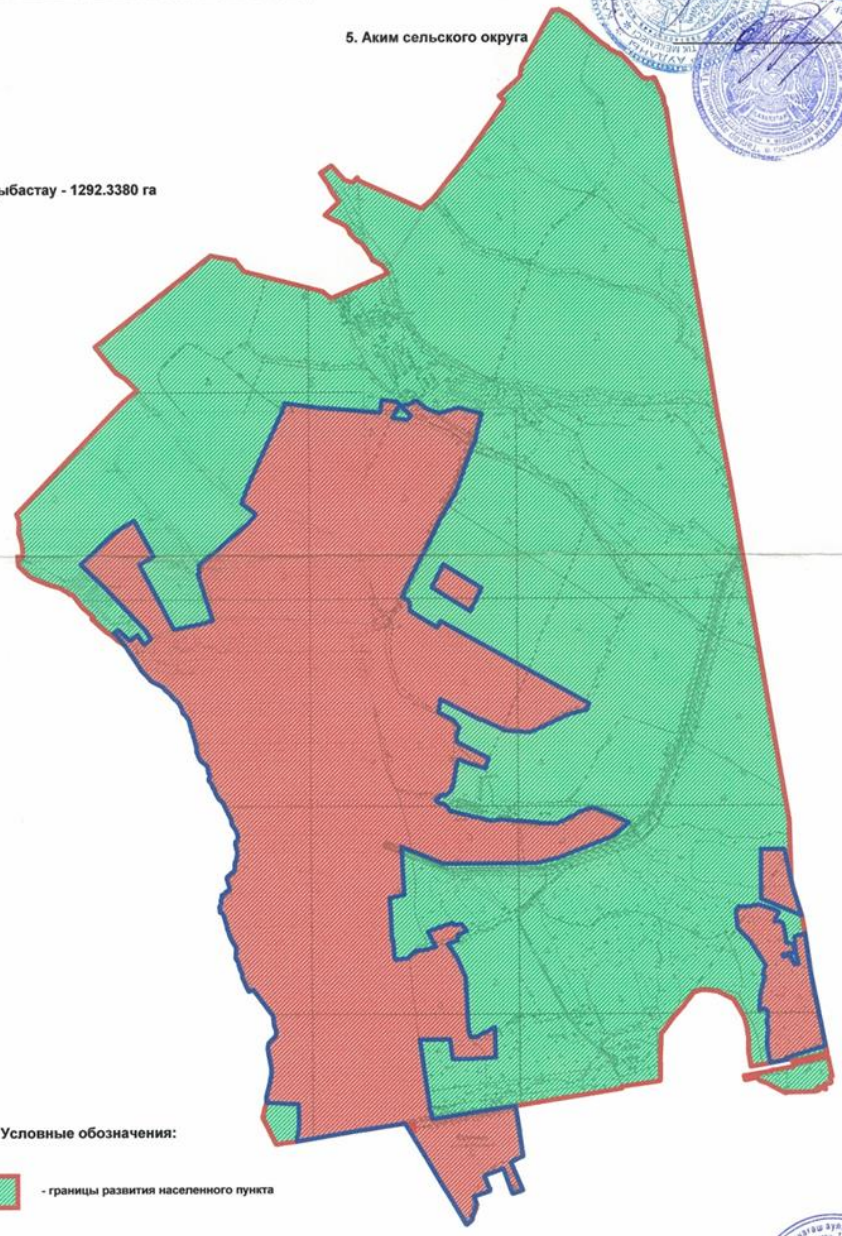 5. Аким сельского округа
ыбастау - 1292.3380 га
Условные обозначения:
- границы развития населенного пункта